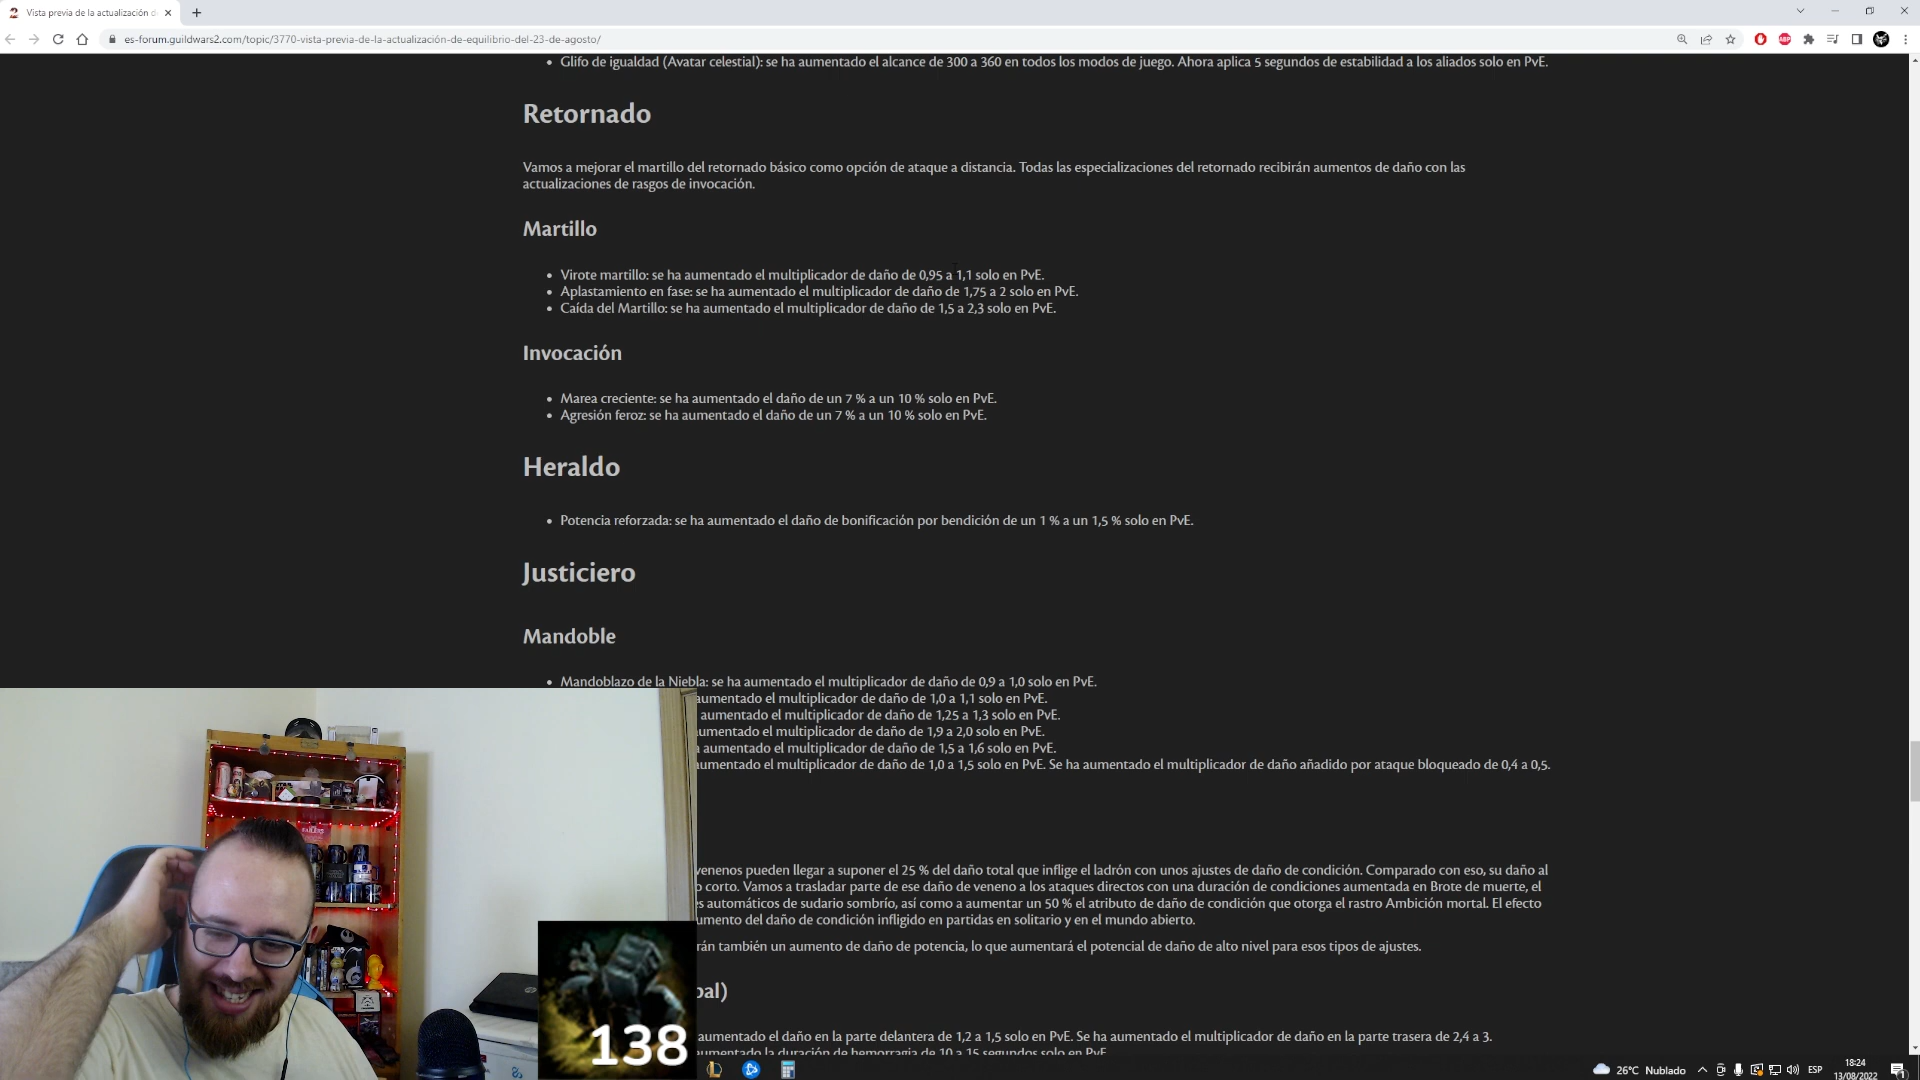 Vista previa de la actualización de
es-forum.guildwars2.com/topic/3770-vista-previa-de-la-actualización-de-equilibrio-del-23-de-agosto/
• Glifo de igualdad (Avatar celestial): se ha aumentado el alcance de 300 a 360 en todos los modos de juego. Ahora aplica 5 segundos de estabilidad a los aliados solo en PvE.
Retornado
Vamos a mejorar el martillo del retornado básico como opción de ataque a distancia. Todas las especializaciones del retornado recibirán aumentos de daño con las
actualizaciones de rasgos de invocación.
Martillo
• Virote martillo: se ha aumentado el multiplicador de daño de 0,95 a 1,1 solo en PvE.
• Aplastamiento en fase: se ha aumentado el multiplicador de daño de 1,75 a 2 solo en PvE.
• Caída del Martillo: se ha aumentado el multiplicador de daño de 1,5 a 2,3 solo en PvE.
Invocación
• Marea creciente: se ha aumentado el daño de un 7 % a un 10 % solo en PvE.
• Agresión feroz: se ha aumentado el daño de un 7 % a un 10 % solo en PvE.
Heraldo
• Potencia reforzada: se ha aumentado el daño de bonificación por bendición de un 1 % a un 1,5 % solo en PvE.
Justiciero
Mandoble
• Mandoblazo de la Niebla: se ha aumentado el multiplicador de daño de 0,9 a 1,0 solo en PvE.
aumentado el multiplicador de daño de 1,0 a 1,1 solo en PvE.
aumentado el multiplicador de daño de 1,25 a 1,3 solo en PvE.
aumentado el multiplicador de daño de 1,9 a 2,0 solo en PvE.
a aumentado el multiplicador de daño de 1,5 a 1,6 solo en PvE.
aumentado el multiplicador de daño de 1,0 a 1,5 solo en PvE. Se ha aumentado el multiplicador de daño añadido por ataque bloqueado de 0,4 a 0,5.
venenos pueden llegar a suponer el 25 % del daño total que inflige el ladrón con unos ajustes de daño de condición. Comparado con eso, su daño al
o corto. Vamos a trasladar parte de ese daño de veneno a los ataques directos con una duración de condiciones aumentada en Brote de muerte, el
es automáticos de sudario sombrío, así como a aumentar un 50 % el atributo de daño de condición que otorga el rastro Ambición mortal. El efecto
umento del daño de condición infligido en partidas en solitario y en el mundo abierto.
rán también un aumento de daño de potencia, lo que aumentará el potencial de daño de alto nivel para esos tipos de ajustes.
pal)
aumentado el daño en la parte delantera de 1,2 a 1,5 solo en PvE. Se ha aumentado el multiplicador de daño en la parte trasera de 2,4 a 3.
aumentado la duración de hemorragia de 10 a 15 segundos solo en PvE.
138
26°C Nublado
ESP
18:24
13/08/2022